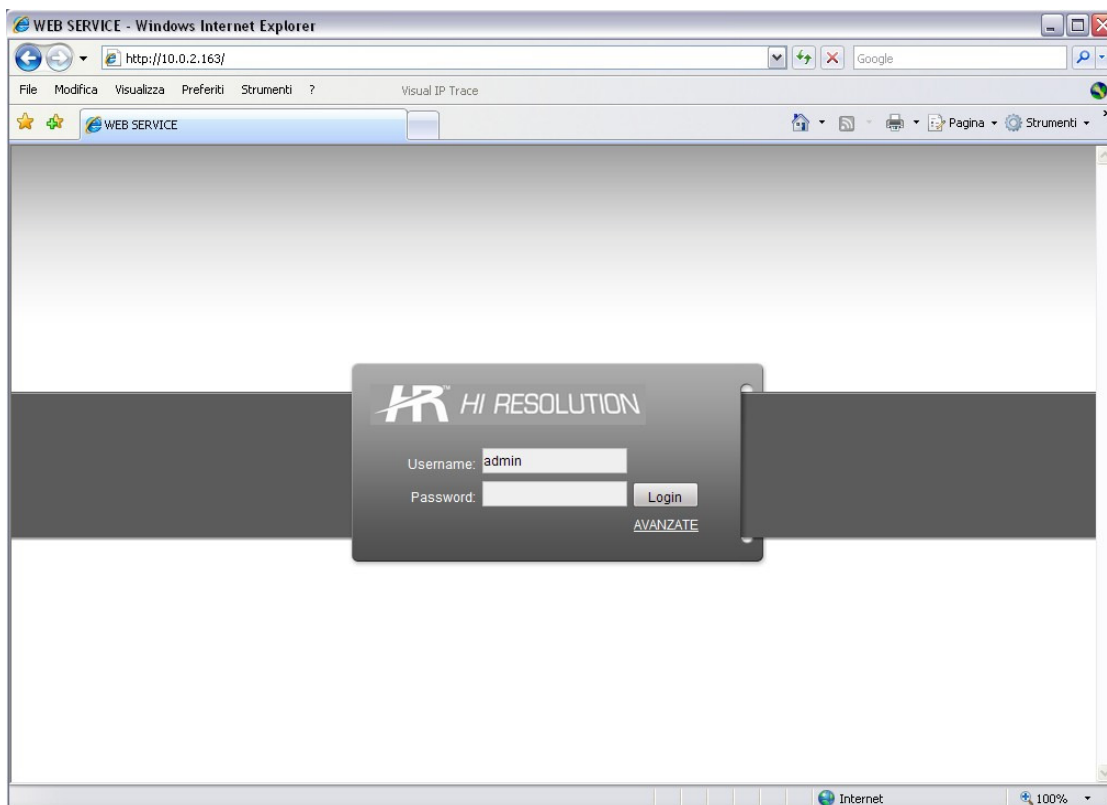 WEB SERVICE - Windows Internet Explorer
http://10.0.2.163/
Google
File Modifica Visualizza Preferiti Strumenti ? Visual IP Trace
WEB SERVICE
Pagina Strumenti
HR™ HI RESOLUTION
Username: admin
Password: Login
AVANZATE
Internet 100%